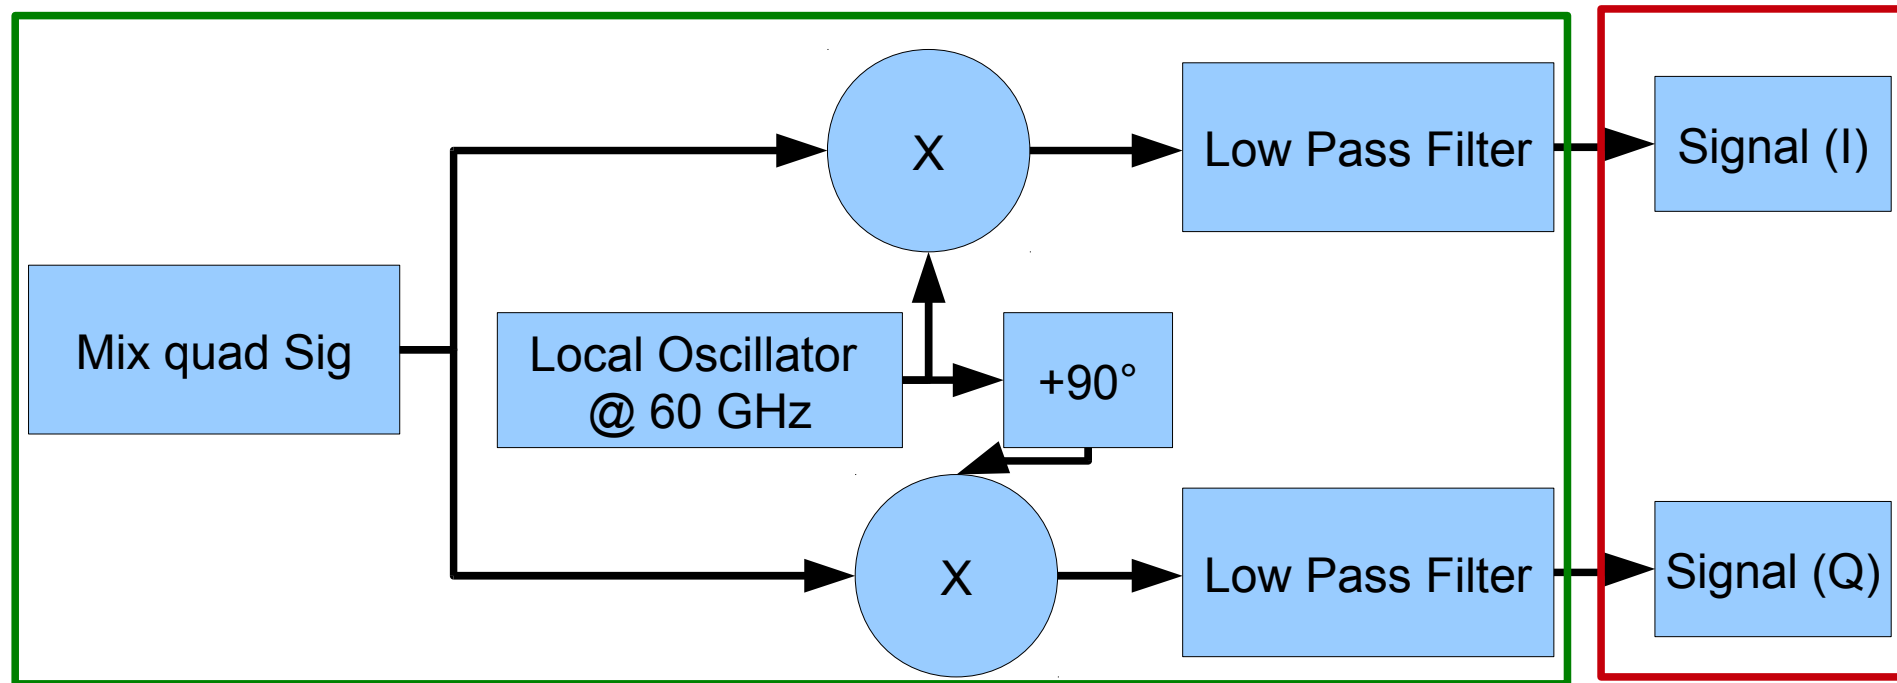 X
Low Pass Filter
Signal (I)
Mix quad Sig
Local Oscillator
@ 60 GHz
+90°
X
Low Pass Filter
Signal (Q)